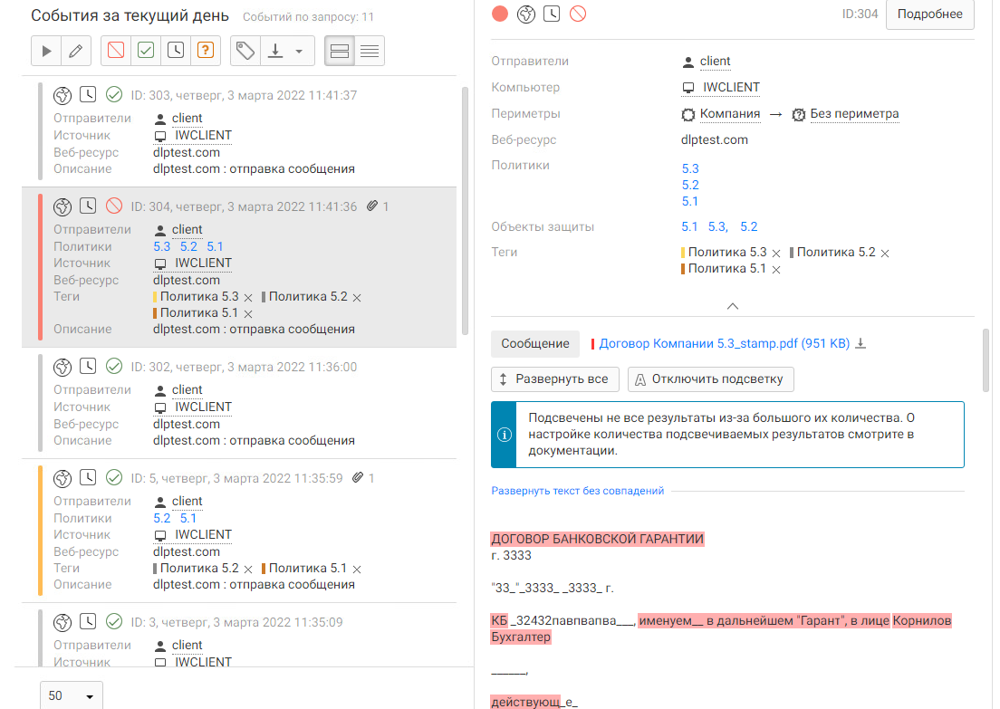 События за текущий день Событий по запросу: 11
ID: 303, четверг, 3 марта 2022 11:41:37
Отправители client
Источник IWCLIENT
Веб-ресурс dlptest.com
Описание dlptest.com : отправка сообщения
ID: 304, четверг, 3 марта 2022 11:41:36 1
Отправители client
Политики 5.3 5.2 5.1
Источник IWCLIENT
Веб-ресурс dlptest.com
Теги Политика 5.3 × Политика 5.2 ×
Политика 5.1 ×
Описание dlptest.com : отправка сообщения
ID: 302, четверг, 3 марта 2022 11:36:00
Отправители client
Источник IWCLIENT
Веб-ресурс dlptest.com
Описание dlptest.com : отправка сообщения
ID: 5, четверг, 3 марта 2022 11:35:59 1
Отправители client
Политики 5.2 5.1
Источник IWCLIENT
Веб-ресурс dlptest.com
Теги Политика 5.2 × Политика 5.1 ×
Описание dlptest.com : отправка сообщения
ID: 3, четверг, 3 марта 2022 11:35:09
Отправители client
Источник IWCLIENT
50
ID:304 Подробнее
Отправители client
Компьютер IWCLIENT
Периметры Компания → Без периметра
Веб-ресурс dlptest.com
Политики 5.3
5.2
5.1
Объекты защиты 5.1 5.3, 5.2
Теги Политика 5.3 × Политика 5.2 ×
Политика 5.1 ×
Сообщение Договор Компании 5.3_stamp.pdf (951 KB)
Развернуть все Отключить подсветку
Подсвечены не все результаты из-за большого их количества. О
настройке количества подсвечиваемых результатов смотрите в
документации.
Развернуть текст без совпадений
ДОГОВОР БАНКОВСКОЙ ГАРАНТИИ
г. 3333
"33_"_3333_ _3333_ г.
КБ _32432павпвапва___, именуем__ в дальнейшем "Гарант", в лице Корнилов
Бухгалтер
______,
действующ_е_